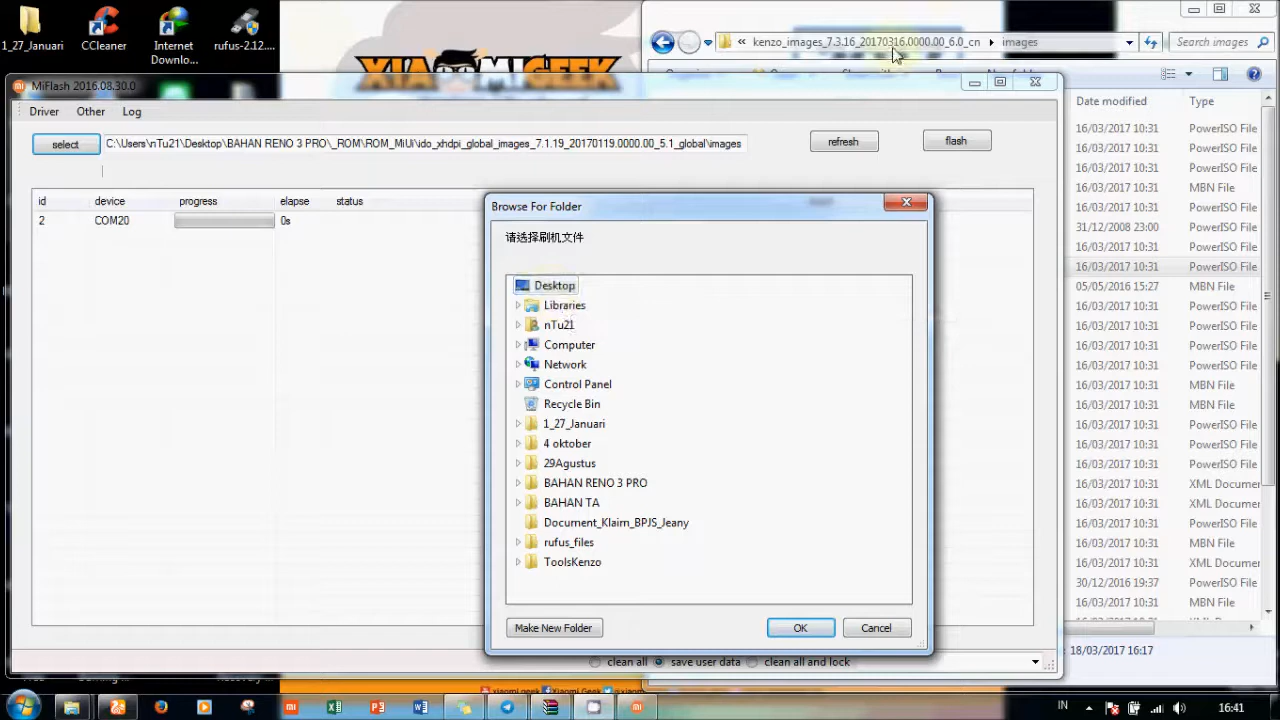 1_27_Januari
CCleaner
Internet
Downlo...
rufus-2.12....
XIAOMI GEEK
« kenzo_images_7.3.16_20170316.0000.00_6.0_cn ▸ images
Search images
MiFlash 2016.08.30.0
Driver
Other
Log
select
C:\Users\nTu21\Desktop\BAHAN RENO 3 PRO\_ROM\ROM_MiUi\ido_xhdpi_global_images_7.1.19_20170119.0000.00_5.1_global\images
refresh
flash
id
device
progress
elapse
status
2
COM20
0s
Browse For Folder
请选择刷机文件
Desktop
Libraries
nTu21
Computer
Network
Control Panel
Recycle Bin
1_27_Januari
4 oktober
29Agustus
BAHAN RENO 3 PRO
BAHAN TA
Document_Klaim_BPJS_Jeany
rufus_files
ToolsKenzo
Make New Folder
OK
Cancel
clean all
save user data
clean all and lock
Date modified
Type
16/03/2017 10:31 PowerISO File
16/03/2017 10:31 PowerISO File
16/03/2017 10:31 PowerISO File
16/03/2017 10:31 MBN File
16/03/2017 10:31 PowerISO File
31/12/2008 23:00 PowerISO File
16/03/2017 10:31 PowerISO File
16/03/2017 10:31 PowerISO File
05/05/2016 15:27 MBN File
16/03/2017 10:31 PowerISO File
16/03/2017 10:31 PowerISO File
16/03/2017 10:31 PowerISO File
16/03/2017 10:31 PowerISO File
16/03/2017 10:31 MBN File
16/03/2017 10:31 MBN File
16/03/2017 10:31 PowerISO File
16/03/2017 10:31 PowerISO File
16/03/2017 10:31 PowerISO File
16/03/2017 10:31 XML Docume
16/03/2017 10:31 XML Docume
16/03/2017 10:31 PowerISO File
16/03/2017 10:31 MBN File
16/03/2017 10:31 XML Docume
30/12/2016 19:37 PowerISO File
16/03/2017 10:31 MBN File
18/03/2017 16:17
Xiaomi Geek
IN
16:41